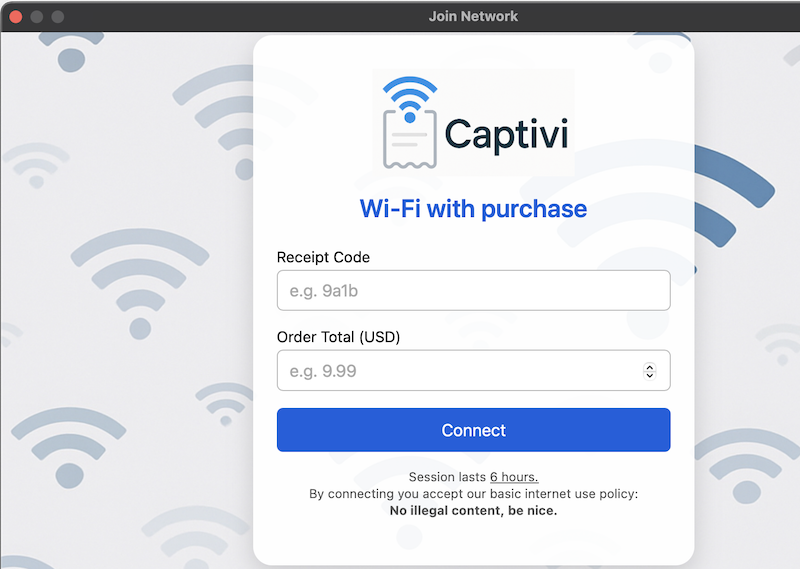 Join Network
Captivi
Wi-Fi with purchase
Receipt Code
e.g. 9a1b
Order Total (USD)
e.g. 9.99
Connect
Session lasts 6 hours.
By connecting you accept our basic internet use policy:
No illegal content, be nice.